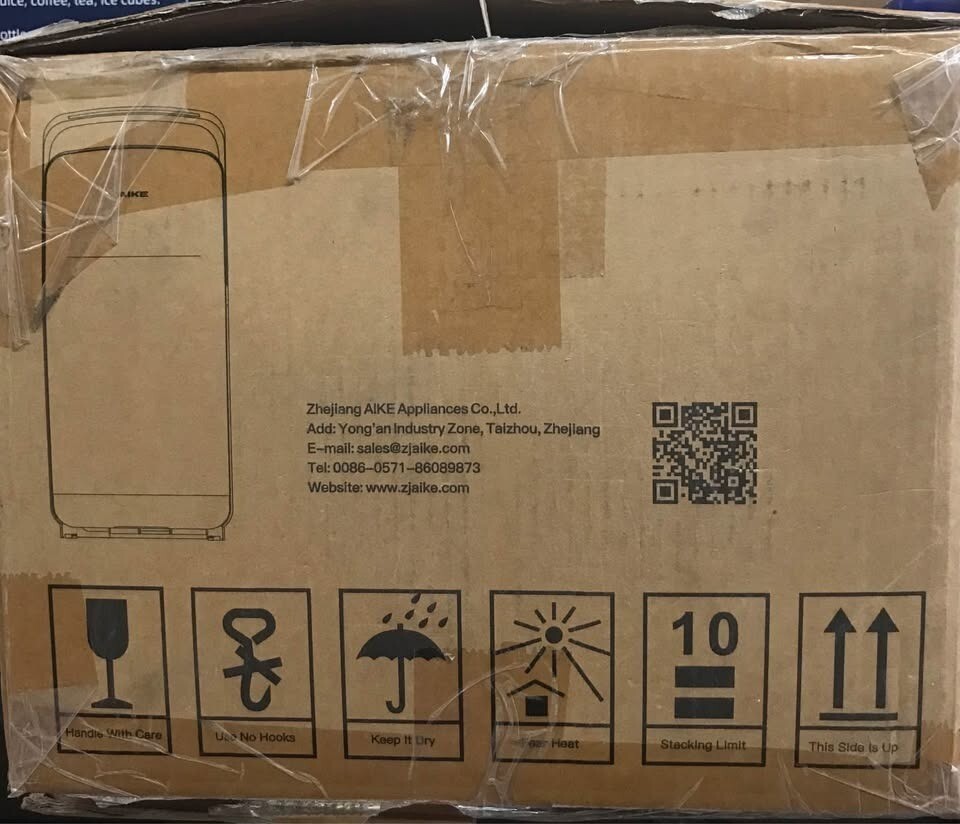 uice, coffee, tea, ice cubes.
AIKE
Zhejiang AIKE Appliances Co.,Ltd.
Add: Yong'an Industry Zone, Taizhou, Zhejiang
E-mail: sales@zjaike.com
Tel: 0086-0571-86089873
Website: www.zjaike.com
10
Handle With Care
Use No Hooks
Keep It Dry
Fear Heat
Stacking Limit
This Side Is Up